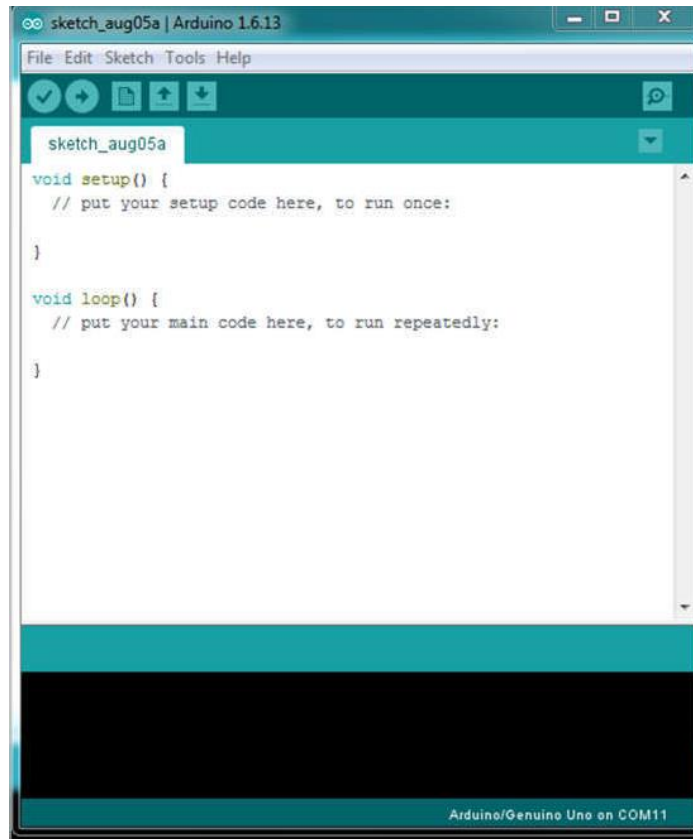 sketch_aug05a | Arduino 1.6.13
File Edit Sketch Tools Help
sketch_aug05a
void setup() {
  // put your setup code here, to run once:
}
void loop() {
  // put your main code here, to run repeatedly:
}
Arduino/Genuino Uno on COM11